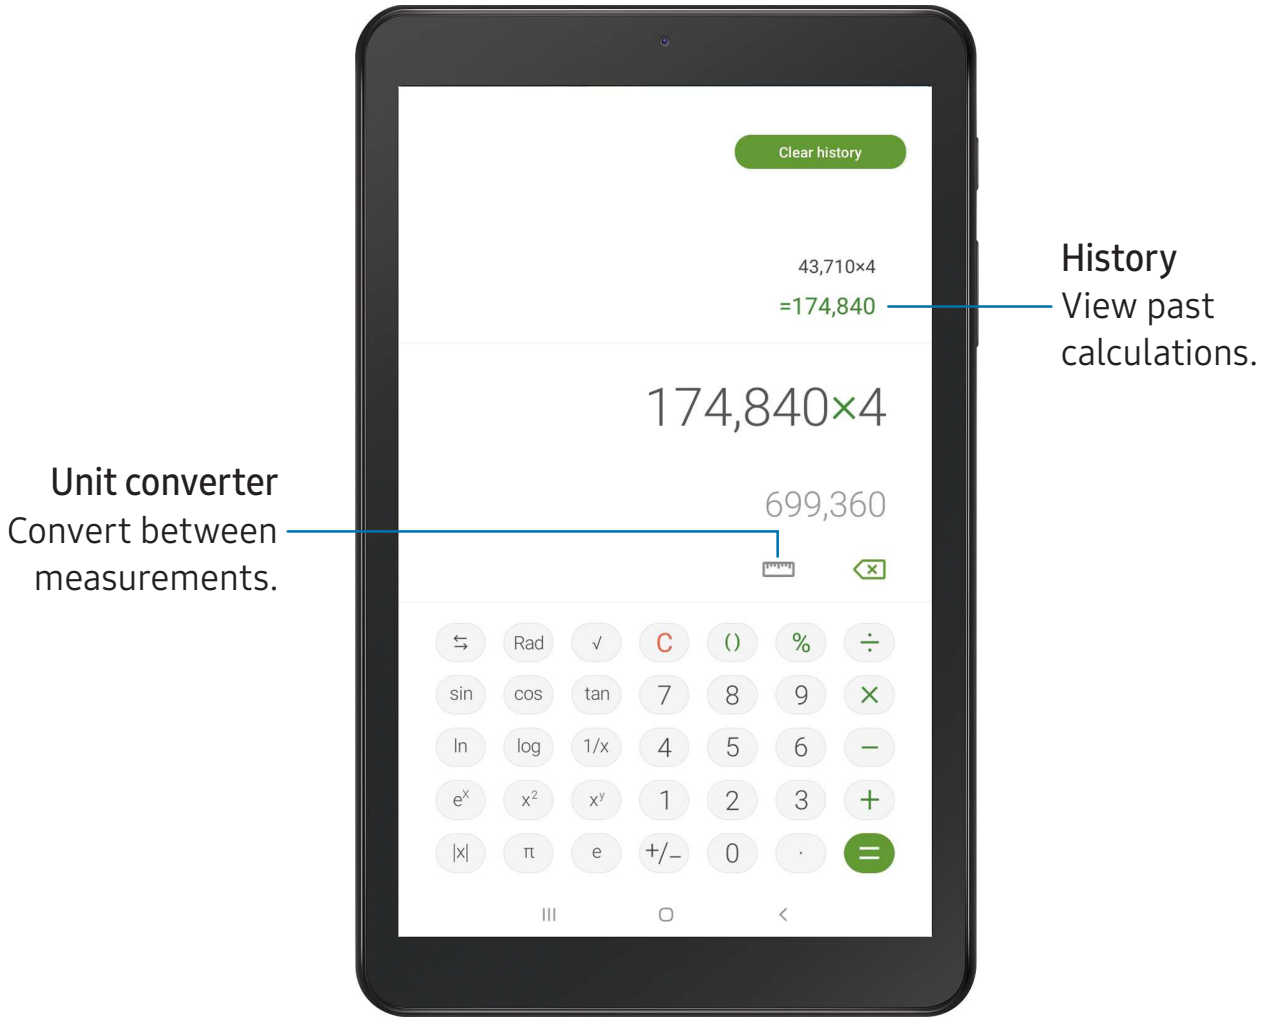 Clear history
43,710×4
=174,840
History
View past
calculations.
174,840×4
Unit converter
Convert between
measurements.
699,360
⇆ Rad √ C () % ÷
sin cos tan 7 8 9 ×
ln log 1/x 4 5 6 −
eˣ x² xʸ 1 2 3 +
|x| π e +/− 0 . =